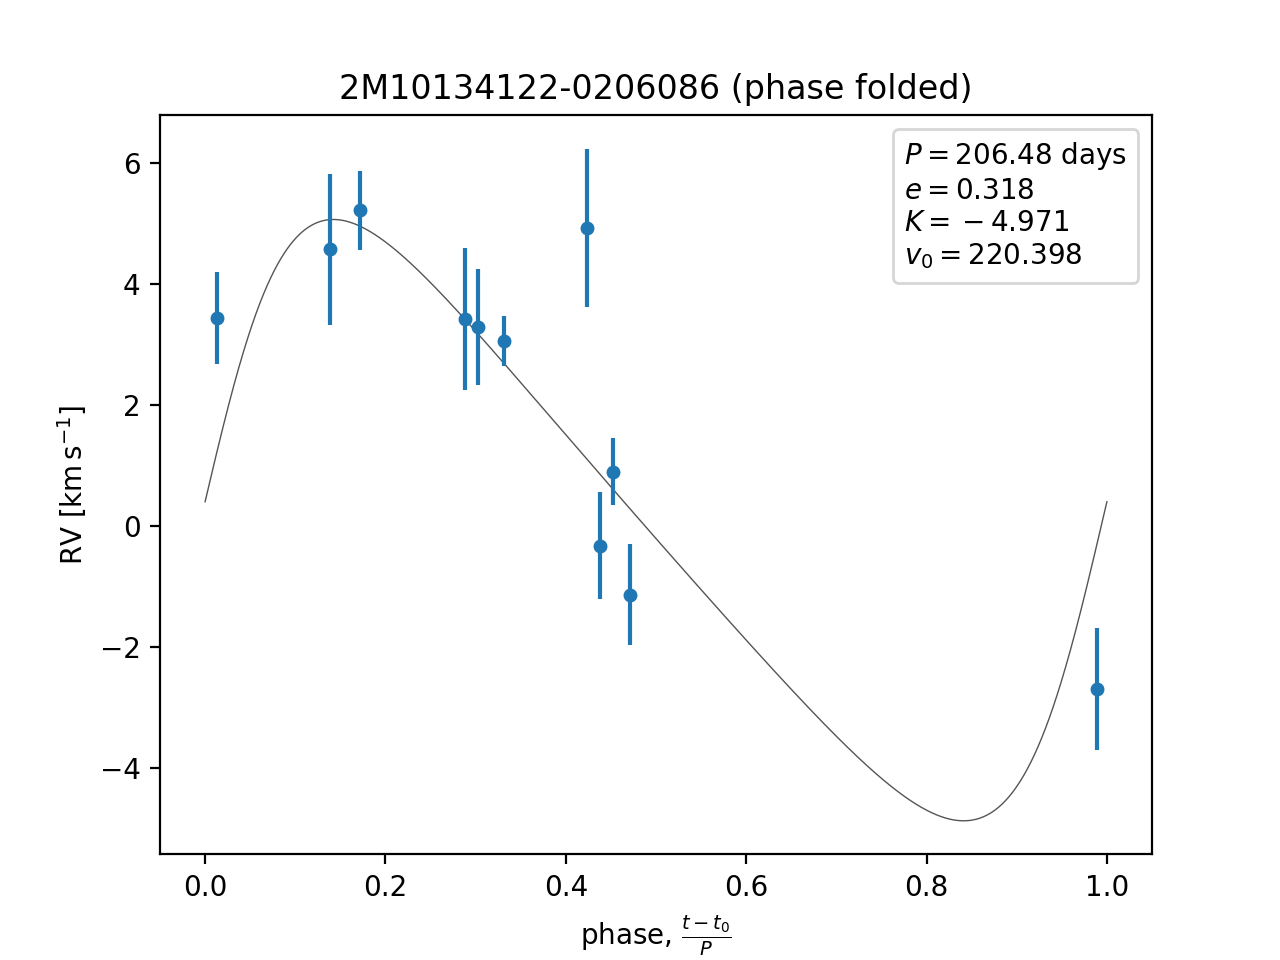 2M10134122-0206086 (phase folded)
P = 206.48 days
e = 0.318
K = − 4.971
v₀ = 220.398
RV [km s⁻¹]
6
4
2
0
−2
−4
0.0 0.2 0.4 0.6 0.8 1.0
phase, (t − t₀)/P